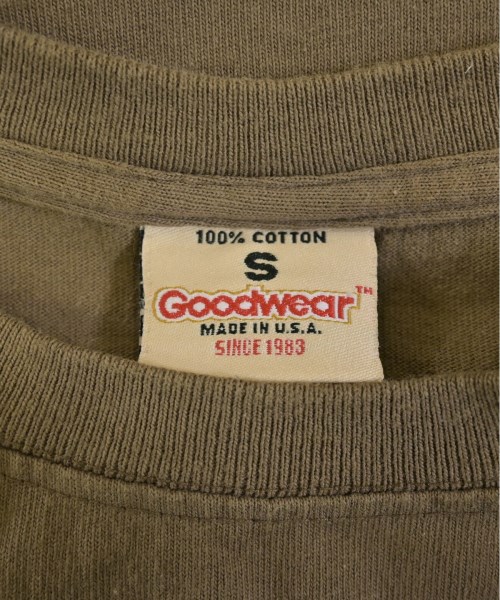 100% COTTON
S
Goodwear™
MADE IN U.S.A.
SINCE 1983